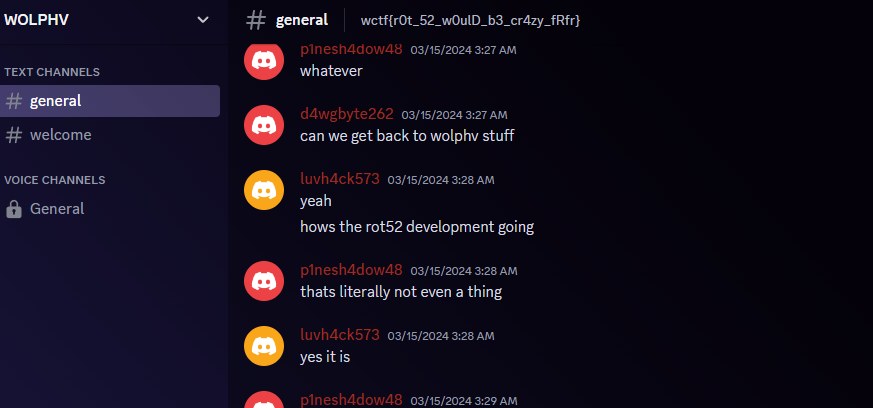 WOLPHV
# general
wctf{r0t_52_w0ulD_b3_cr4zy_fRfr}
TEXT CHANNELS
# general
# welcome
VOICE CHANNELS
General
p1nesh4dow48 03/15/2024 3:27 AM
whatever
d4wgbyte262 03/15/2024 3:27 AM
can we get back to wolphv stuff
luvh4ck573 03/15/2024 3:28 AM
yeah
hows the rot52 development going
p1nesh4dow48 03/15/2024 3:28 AM
thats literally not even a thing
luvh4ck573 03/15/2024 3:28 AM
yes it is
p1nesh4dow48 03/15/2024 3:29 AM